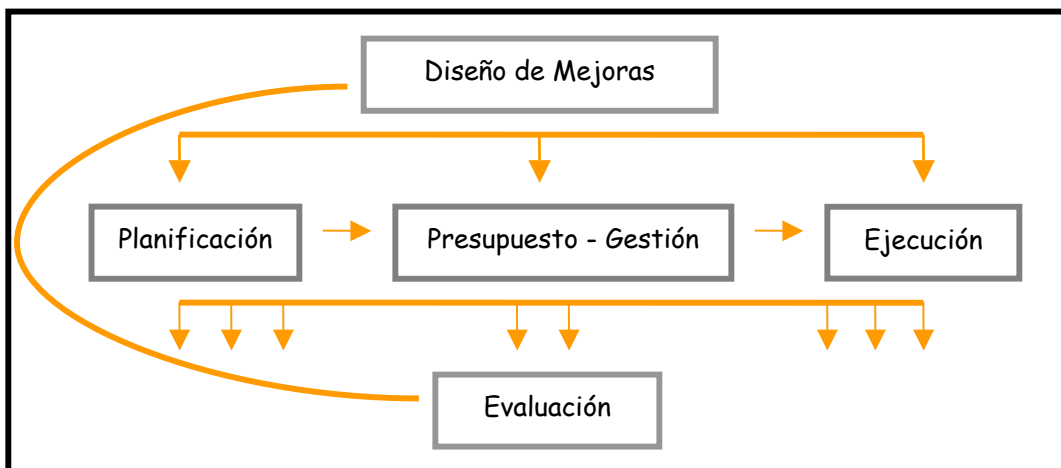 Diseño de Mejoras
Planificación
Presupuesto - Gestión
Ejecución
Evaluación